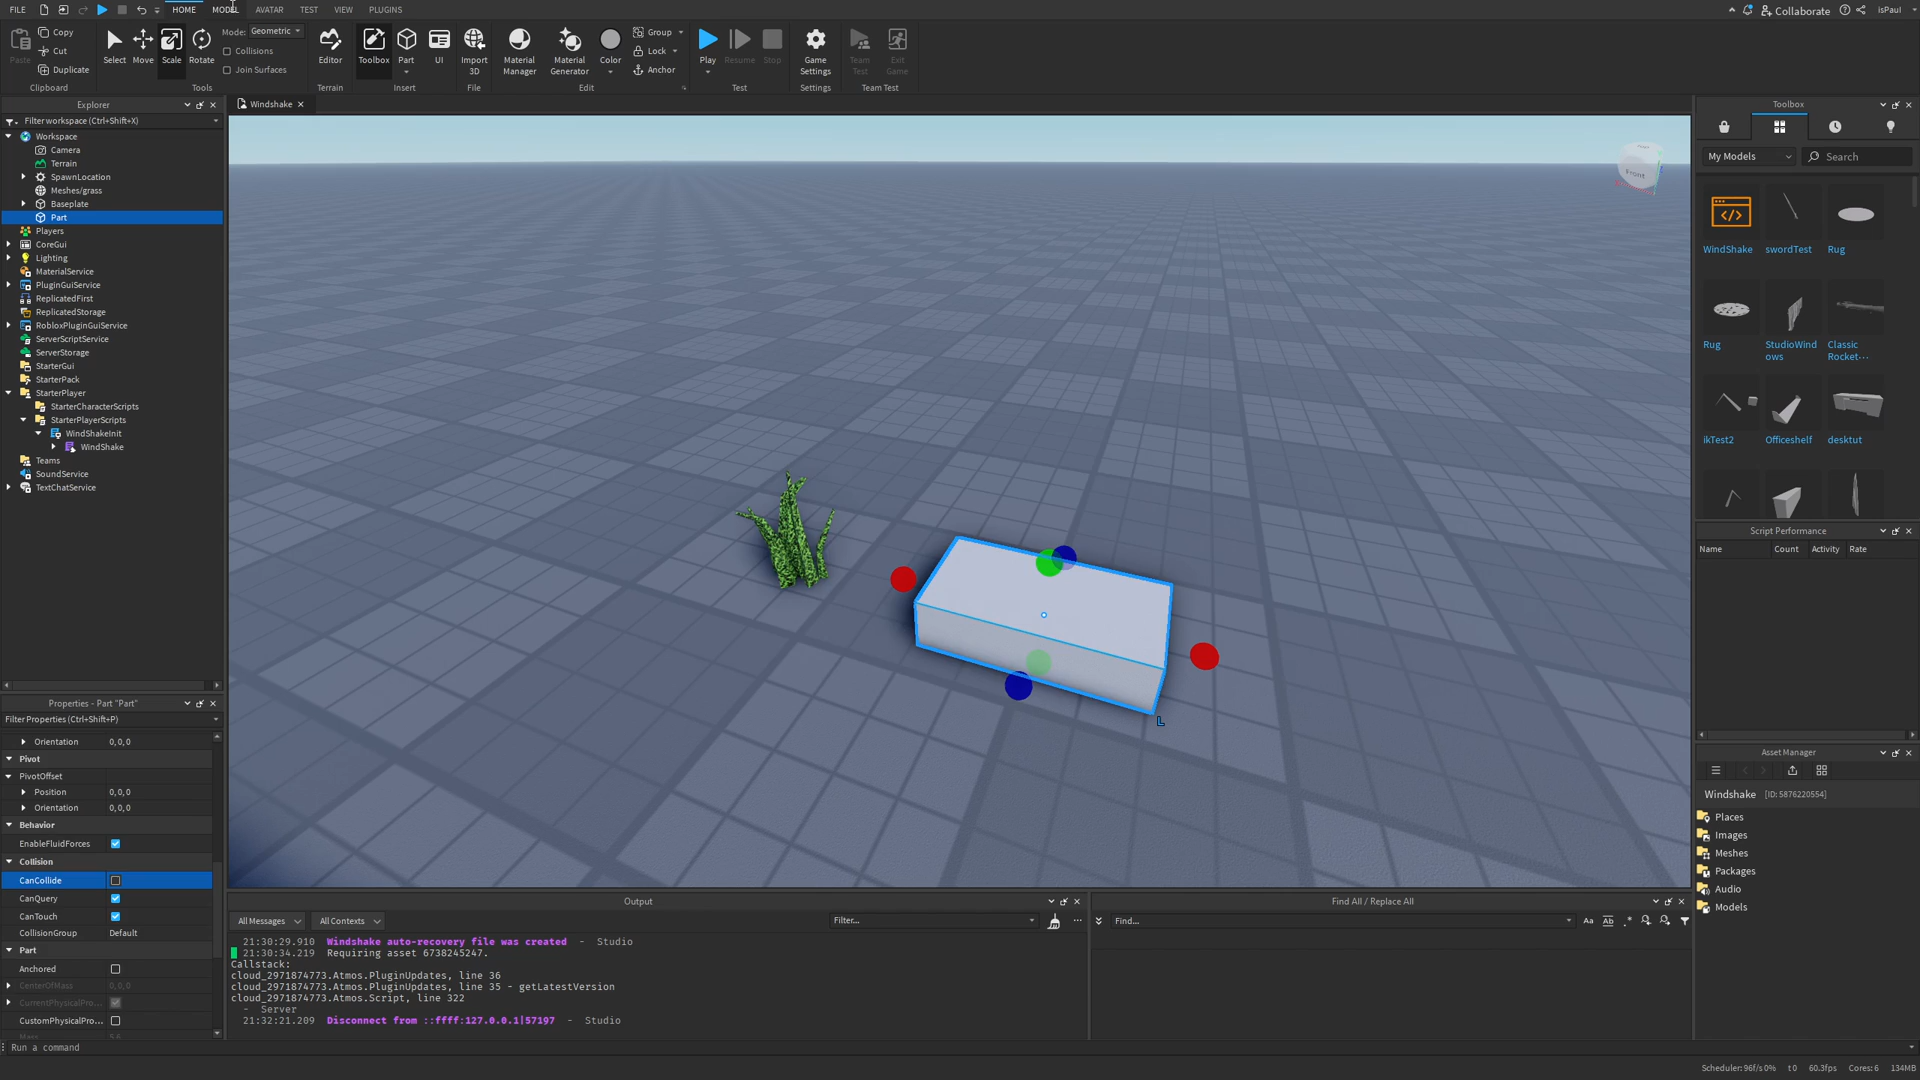 FILE HOME MODEL AVATAR TEST VIEW PLUGINS Collaborate isPaul
Paste Copy Cut Duplicate Clipboard
Select Move Scale Rotate Mode: Geometric Collisions Join Surfaces Tools
Editor Terrain
Toolbox Part UI Insert
Import 3D File
Material Manager Material Generator Color Group Lock Anchor Edit
Play Resume Stop Test
Game Settings Settings
Team Test Exit Game Team Test
Explorer
Filter workspace (Ctrl+Shift+X)
Workspace
Camera
Terrain
SpawnLocation
Meshes/grass
Baseplate
Part
Players
CoreGui
Lighting
MaterialService
PluginGuiService
ReplicatedFirst
ReplicatedStorage
RobloxPluginGuiService
ServerScriptService
ServerStorage
StarterGui
StarterPack
StarterPlayer
StarterCharacterScripts
StarterPlayerScripts
WindShakeInit
WindShake
Teams
SoundService
TextChatService
Properties - Part "Part"
Filter Properties (Ctrl+Shift+P)
Orientation 0, 0, 0
Pivot
PivotOffset
Position 0, 0, 0
Orientation 0, 0, 0
Behavior
EnableFluidForces
Collision
CanCollide
CanQuery
CanTouch
CollisionGroup Default
Part
Anchored
CenterOfMass 0, 0, 0
CurrentPhysicalPro...
CustomPhysicalPro...
Mass 5.6
Run a command
Windshake
Front
L
Output
All Messages All Contexts Filter...
21:30:29.910 Windshake auto-recovery file was created - Studio
21:30:34.219 Requiring asset 6738245247.
Callstack:
cloud_2971874773.Atmos.PluginUpdates, line 36
cloud_2971874773.Atmos.PluginUpdates, line 35 - getLatestVersion
cloud_2971874773.Atmos.Script, line 322
- Server
21:32:21.209 Disconnect from ::ffff:127.0.0.1|57197 - Studio
Find All / Replace All
Find... Aa Ab .*
Toolbox
My Models Search
WindShake swordTest Rug
Rug StudioWindows Classic Rocket...
ikTest2 Officeshelf desktut
Script Performance
Name Count Activity Rate
Asset Manager
Windshake [ID: 5876220554]
Places
Images
Meshes
Packages
Audio
Models
Scheduler: 96f/s 0% t 0 60.3fps Cores: 6 134MB